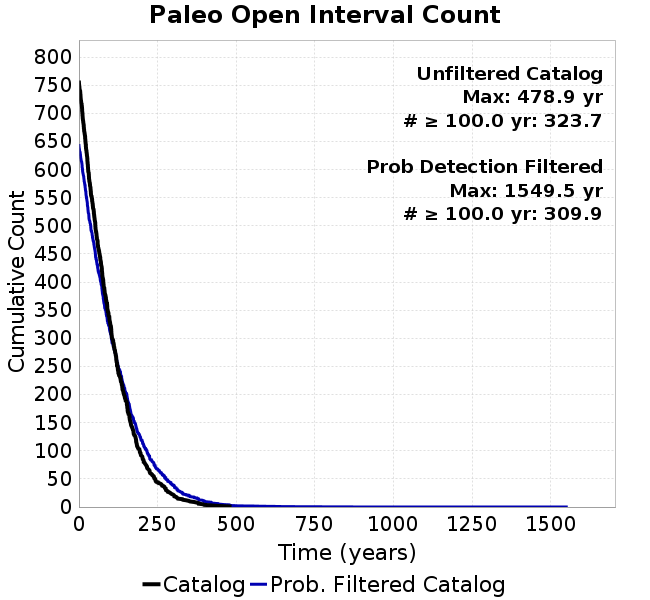 Paleo Open Interval Count
Unfiltered Catalog
Max: 478.9 yr
# ≥ 100.0 yr: 323.7
Prob Detection Filtered
Max: 1549.5 yr
# ≥ 100.0 yr: 309.9
Cumulative Count
800
750
700
650
600
550
500
450
400
350
300
250
200
150
100
50
0
0 250 500 750 1000 1250 1500
Time (years)
Catalog Prob. Filtered Catalog